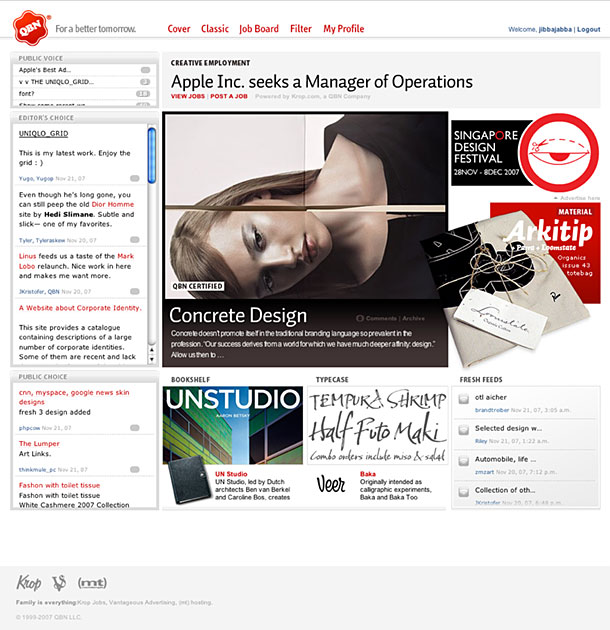 QBN
For a better tomorrow.
Cover Classic Job Board Filter My Profile
Welcome, jibbajabba | Logout
PUBLIC VOICE
Apple's Best Ad...
v v THE UNIQLO_GRID...
font?
EDITOR'S CHOICE
UNIQLO_GRID
This is my latest work. Enjoy the
grid : )
Yugo, Yugop Nov 21, 07
Even though he's long gone, you
can still peep the old Dior Homme
site by Hedi Slimane. Subtle and
slick— one of my favorites.
Tyler, Tyleraskew Nov 20, 07
Linus feeds us a taste of the Mark
Lobo relaunch. Nice work in here
and makes me want more.
JKristofer, QBN Nov 20, 07
A Website about Corporate Identity.
This site provides a catalogue
containing descriptions of a large
number of corporate identities.
Some of them are recent and lack
PUBLIC CHOICE
cnn, myspace, google news skin
designs
fresh 3 design added
phpcow Nov 21, 07
The Lumper
Art Links.
thinkmule_pc Nov 21, 07
Fashion with toilet tissue
Fashion with toilet tissue
White Cashmere 2007 Collection
CREATIVE EMPLOYMENT
Apple Inc. seeks a Manager of Operations
VIEW JOBS | POST A JOB Powered by Krop.com, a QBN Company
QBN CERTIFIED
Concrete Design
Comments | Archive
Concrete doesn't promote itself in the traditional branding language so prevalent in the
profession. "Our success derives from a world for which we have much deeper affinity: design."
Allow us then to …
SINGAPORE
DESIGN
FESTIVAL
28NOV - 8DEC 2007
Advertise here
MATERIAL
Arkitip
+ Parra + Loomstate
Organics
issue 43
totebag
Loomstate
BOOKSHELF
UNSTUDIO
AARON BETSKY
UN Studio
UN Studio, led by Dutch
architects Ben van Berkel
and Caroline Bos, creates
TYPECASE
TEMPURA SHRIMP
Half Futo Maki
Combo orders include miso & salad
Veer
Baka
Originally intended as
calligraphic experiments,
Baka and Baka Too
FRESH FEEDS
otl aicher
brandtrober Nov 21, 07, 3:05 a.m.
Selected design w...
Riley Nov 21, 07, 1:23 a.m.
Automobile, life ...
zmzart Nov 20, 07, 7:12 p.m.
Collection of oth...
JKristofer Nov 20, 07, 6:48 p.m.
Krop (mt)
Family is everything: Krop Jobs, Vantageous Advertising, (mt) hosting.
© 1999-2007 QBN LLC.